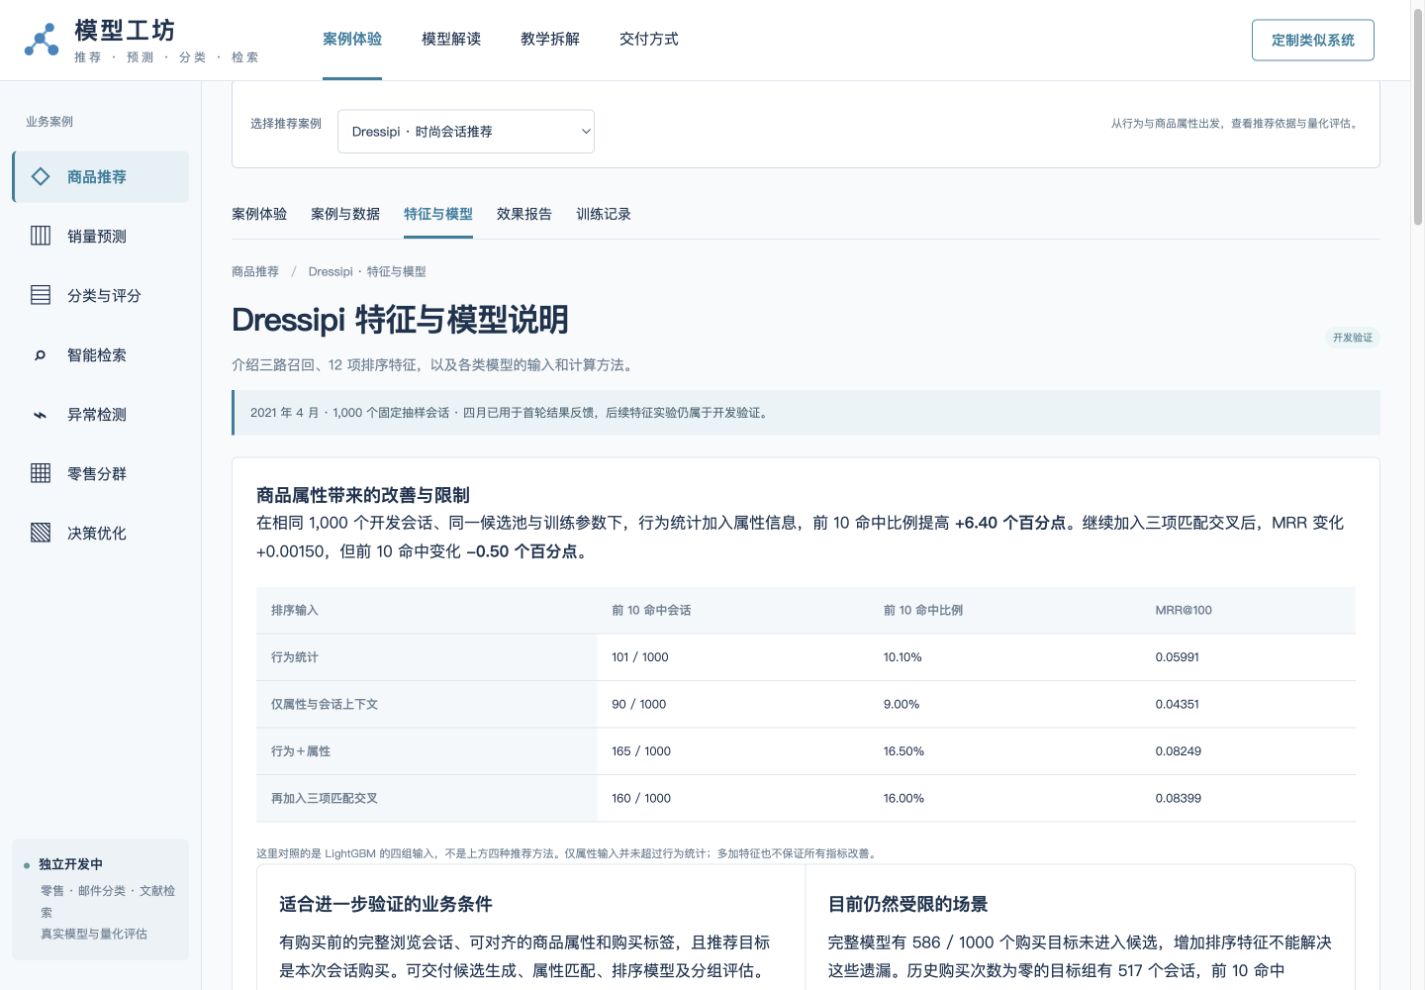 模型工坊
推荐 · 预测 · 分类 · 检索
案例体验
模型解读
教学拆解
交付方式
定制类似系统
业务案例
商品推荐
销量预测
分类与评分
智能检索
异常检测
零售分群
决策优化
独立开发中
零售 · 邮件分类 · 文献检
索
真实模型与量化评估
选择推荐案例
Dressipi · 时尚会话推荐
从行为与商品属性出发，查看推荐依据与量化评估。
案例体验
案例与数据
特征与模型
效果报告
训练记录
商品推荐 / Dressipi · 特征与模型
Dressipi 特征与模型说明
开发验证
介绍三路召回、12 项排序特征，以及各类模型的输入和计算方法。
2021 年 4 月 · 1,000 个固定抽样会话 · 四月已用于首轮结果反馈，后续特征实验仍属于开发验证。
商品属性带来的改善与限制
在相同 1,000 个开发会话、同一候选池与训练参数下，行为统计加入属性信息，前 10 命中比例提高 +6.40 个百分点。继续加入三项匹配交叉后，MRR 变化
+0.00150，但前 10 命中变化 −0.50 个百分点。
排序输入 前 10 命中会话 前 10 命中比例 MRR@100
行为统计 101 / 1000 10.10% 0.05991
仅属性与会话上下文 90 / 1000 9.00% 0.04351
行为＋属性 165 / 1000 16.50% 0.08249
再加入三项匹配交叉 160 / 1000 16.00% 0.08399
这里对照的是 LightGBM 的四组输入，不是上方四种推荐方法。仅属性输入并未超过行为统计；多加特征也不保证所有指标改善。
适合进一步验证的业务条件
有购买前的完整浏览会话、可对齐的商品属性和购买标签，且推荐目标
是本次会话购买。可交付候选生成、属性匹配、排序模型及分组评估。
目前仍然受限的场景
完整模型有 586 / 1000 个购买目标未进入候选，增加排序特征不能解决
这些遗漏。历史购买次数为零的目标组有 517 个会话，前 10 命中